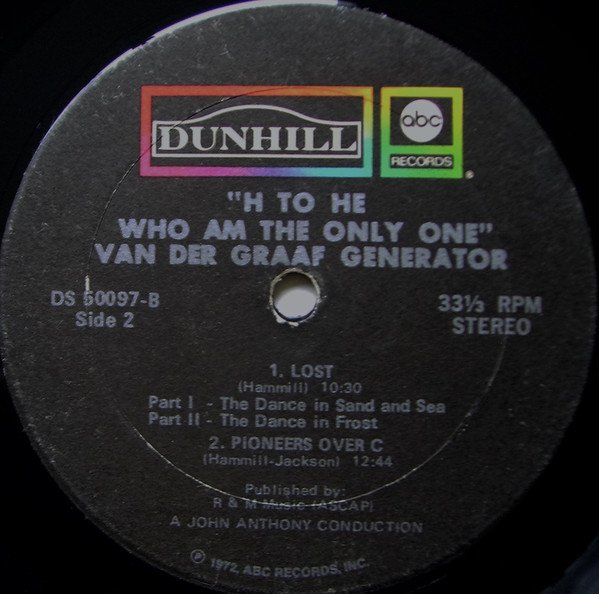 DUNHILL
abc
RECORDS
®
"H TO HE
WHO AM THE ONLY ONE"
VAN DER GRAAF GENERATOR
DS 50097-B
Side 2
33⅓ RPM
STEREO
1. LOST
(Hammill) 10:30
Part I - The Dance in Sand and Sea
Part II - The Dance in Frost
2. PIONEERS OVER C
(Hammill-Jackson) 12:44
Published by:
R & M Music (ASCAP)
A JOHN ANTHONY CONDUCTION
℗ 1972, ABC RECORDS, INC.